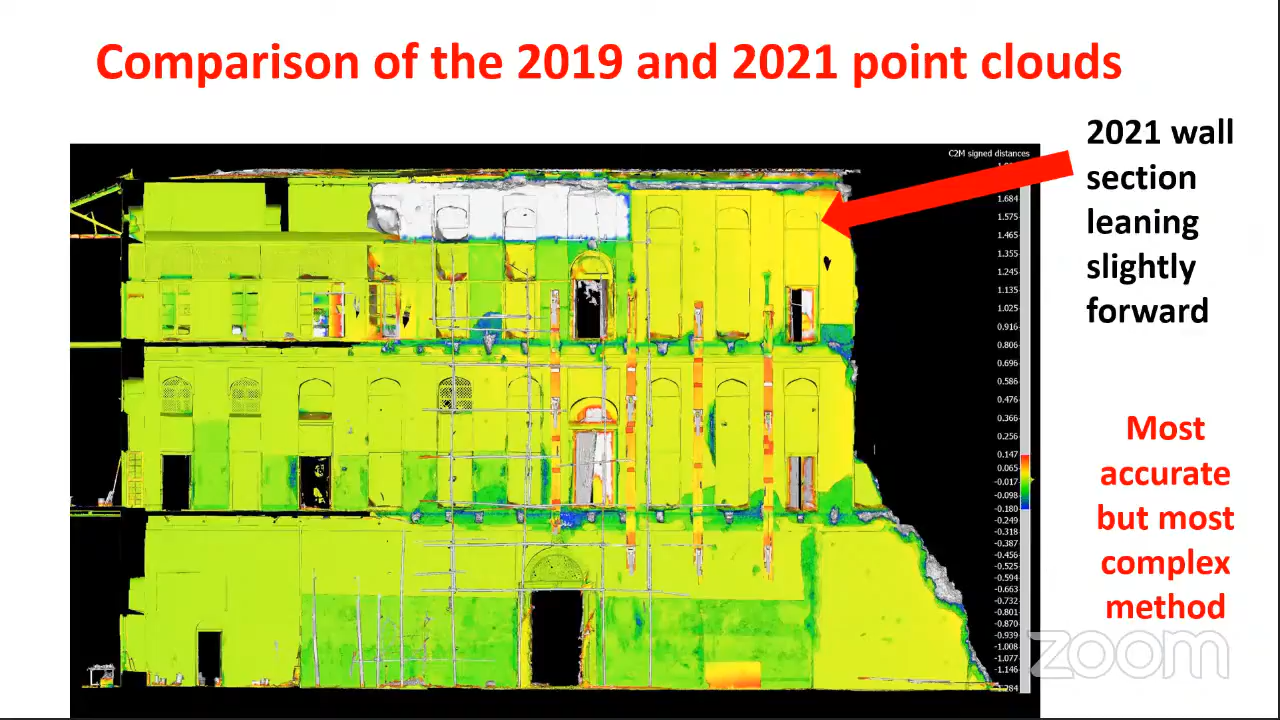 Comparison of the 2019 and 2021 point clouds
2021 wall
section
leaning
slightly
forward
C2M signed distances
1.684
1.575
1.465
1.355
1.245
1.135
1.025
0.916
0.806
0.696
0.586
0.476
0.366
0.256
0.147
0.065
-0.017
-0.098
-0.180
-0.249
-0.318
-0.387
-0.456
-0.525
-0.594
-0.663
-0.732
-0.801
-0.870
-0.939
-1.008
-1.077
-1.146
Most
accurate
but most
complex
method
zoom